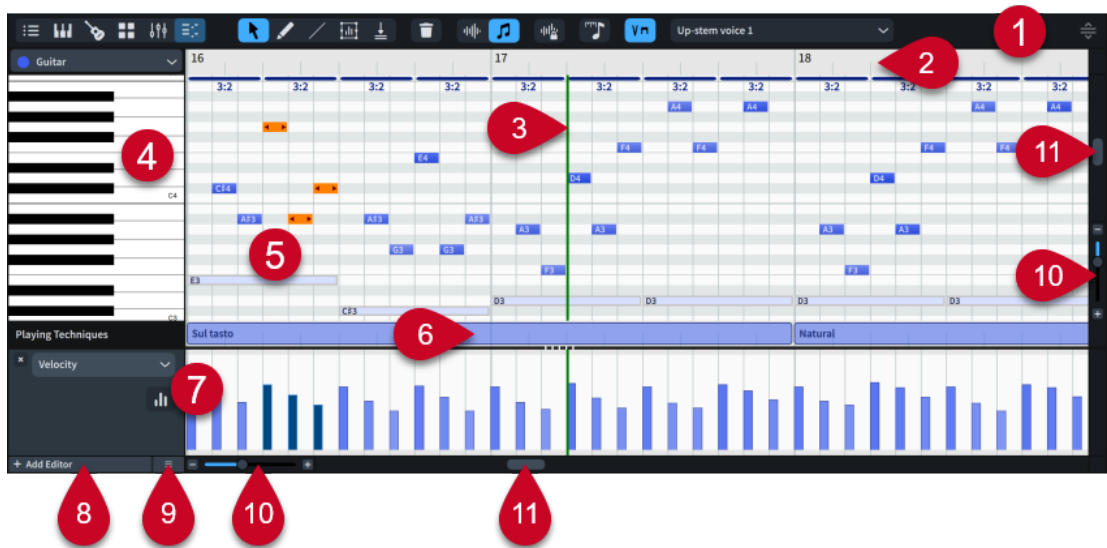 Up-stem voice 1
1
Guitar
16 17 18
2
3:2 3:2 3:2 3:2 3:2 3:2 3:2 3:2 3:2 3:2 3:2 3:2
A4 A4 A4 A4
3
4
E4 F4 F4 F4 F4
11
C♯4 D4 D4
C4
A♯3 A♯3 A♯3
A3 A3 A3 A3
5
G3 G3
F3 F3
10
E3
D3 D3 D3 D3
C♯3
C3
Playing Techniques
Sul tasto
6
Natural
Velocity
7
+ Add Editor
8 9 10 11